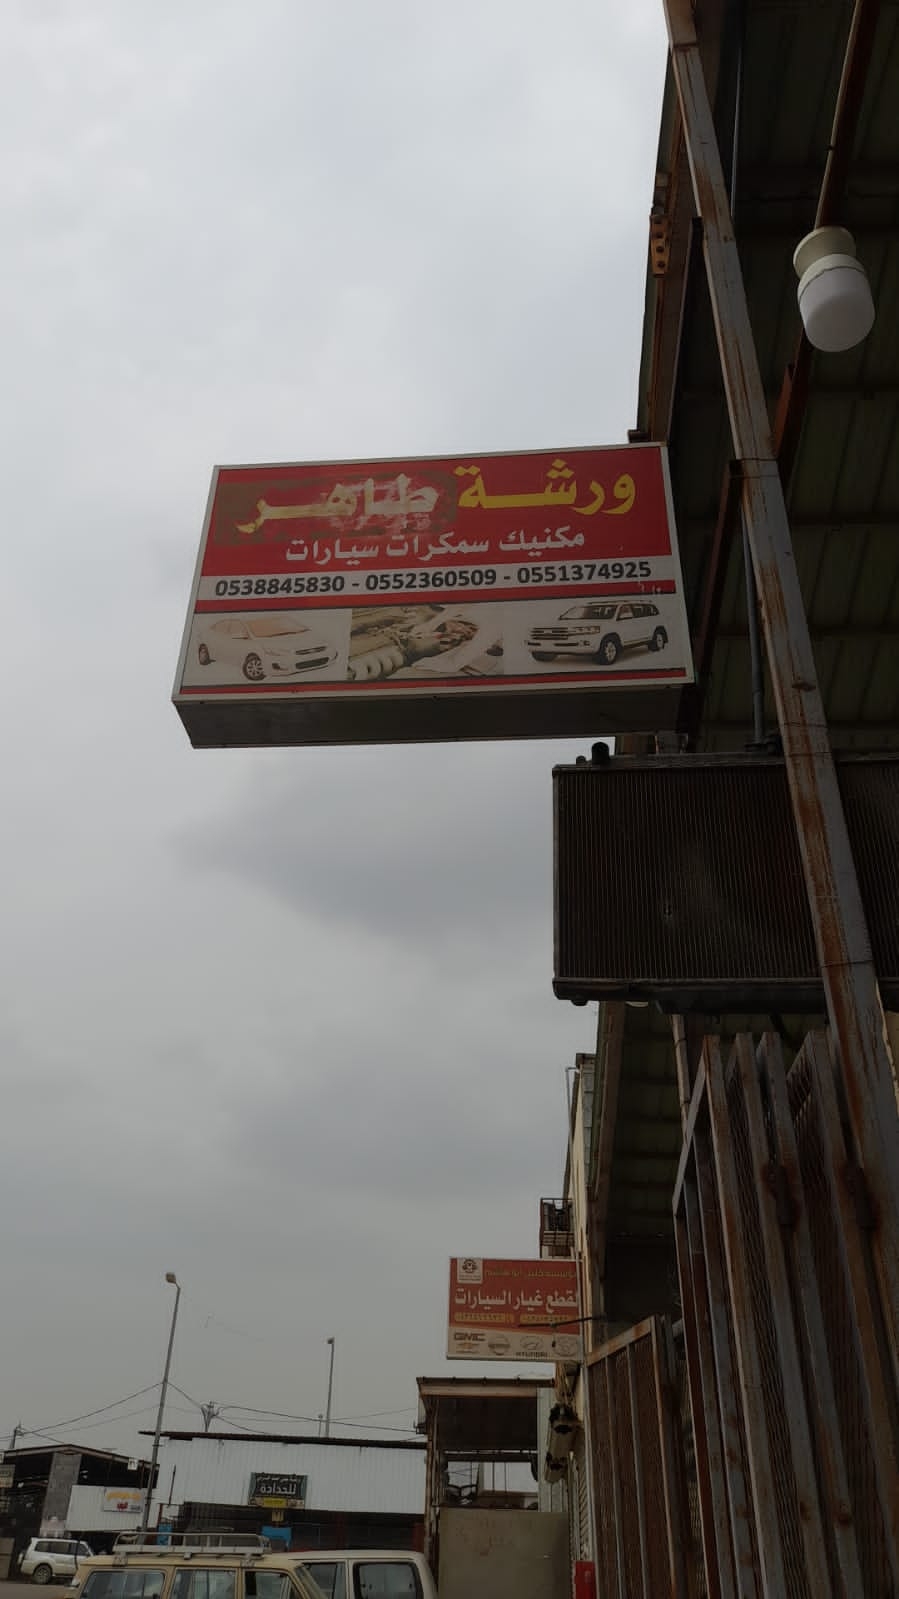 ورشة طاهر
مكنيك سمكرات سيارات
0538845830 - 0552360509 - 0551374925
لقطع غيار السيارات
GMC
HYUNDAI
للحدادة